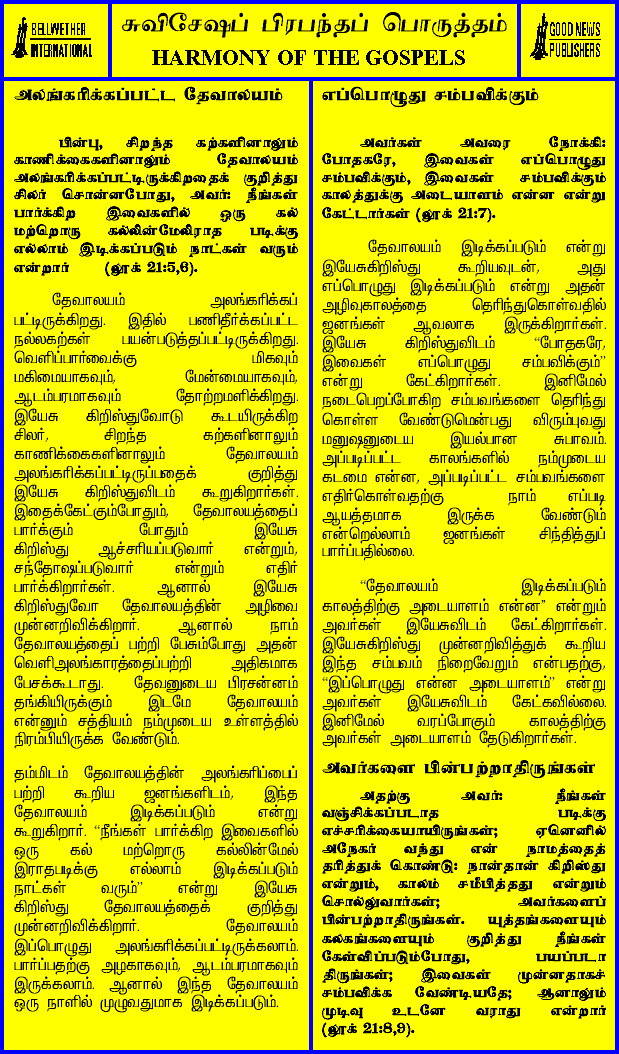 BELLWETHER
INTERNATIONAL
சுவிசேஷப் பிரபந்தப் பொருத்தம்
HARMONY OF THE GOSPELS
GOOD NEWS
PUBLISHERS
அலங்கரிக்கப்பட்ட தேவாலயம்
பின்பு, சிறந்த கற்களினாலும்
காணிக்கைகளினாலும் தேவாலயம்
அலங்கரிக்கப்பட்டிருக்கிறதைக் குறித்து
சிலர் சொன்னபோது, அவர்: நீங்கள்
பார்க்கிற இவைகளில் ஒரு கல்
மற்றொரு கல்லின்மேலிராத படிக்கு
எல்லாம் இடிக்கப்படும் நாட்கள் வரும்
என்றார் (லூக் 21:5,6).
தேவாலயம் அலங்கரிக்கப்
பட்டிருக்கிறது. இதில் பணிதீர்க்கப்பட்ட
நல்லகற்கள் பயன்படுத்தப்பட்டிருக்கிறது.
வெளிப்பார்வைக்கு மிகவும்
மகிமையாகவும், மேன்மையாகவும்,
ஆடம்பரமாகவும் தோற்றமளிக்கிறது.
இயேசு கிறிஸ்துவோடு கூடயிருக்கிற
சிலர், சிறந்த கற்களினாலும்
காணிக்கைகளினாலும் தேவாலயம்
அலங்கரிக்கப்பட்டிருப்பதைக் குறித்து
இயேசு கிறிஸ்துவிடம் கூறுகிறார்கள்.
இதைக்கேட்கும்போதும், தேவாலயத்தைப்
பார்க்கும் போதும் இயேசு
கிறிஸ்து ஆச்சரியப்படுவார் என்றும்,
சந்தோஷப்படுவார் என்றும் எதிர்
பார்க்கிறார்கள். ஆனால் இயேசு
கிறிஸ்துவோ தேவாலயத்தின் அழிவை
முன்னறிவிக்கிறார். ஆனால் நாம்
தேவாலயத்தைப் பற்றி பேசும்போது அதன்
வெளிஅலங்காரத்தைப்பற்றி அதிகமாக
பேசக்கூடாது. தேவனுடைய பிரசன்னம்
தங்கியிருக்கும் இடமே தேவாலயம்
என்னும் சத்தியம் நம்முடைய உள்ளத்தில்
நிரம்பியிருக்க வேண்டும்.
தம்மிடம் தேவாலயத்தின் அலங்கரிப்பைப்
பற்றி கூறிய ஜனங்களிடம், இந்த
தேவாலயம் இடிக்கப்படும் என்று
கூறுகிறார். “நீங்கள் பார்க்கிற இவைகளில்
ஒரு கல் மற்றொரு கல்லின்மேல்
இராதபடிக்கு எல்லாம் இடிக்கப்படும்
நாட்கள் வரும்” என்று இயேசு
கிறிஸ்து தேவாலயத்தைக் குறித்து
முன்னறிவிக்கிறார். தேவாலயம்
இப்பொழுது அலங்கரிக்கப்பட்டிருக்கலாம்.
பார்ப்பதற்கு அழகாகவும், ஆடம்பரமாகவும்
இருக்கலாம். ஆனால் இந்த தேவாலயம்
ஒரு நாளில் முழுவதுமாக இடிக்கப்படும்.
எப்பொழுது சம்பவிக்கும்
அவர்கள் அவரை நோக்கி:
போதகரே, இவைகள் எப்பொழுது
சம்பவிக்கும், இவைகள் சம்பவிக்கும்
காலத்துக்கு அடையாளம் என்ன என்று
கேட்டார்கள் (லூக் 21:7).
தேவாலயம் இடிக்கப்படும் என்று
இயேசுகிறிஸ்து கூறியவுடன், அது
எப்பொழுது இடிக்கப்படும் என்று அதன்
அழிவுகாலத்தை தெரிந்துகொள்வதில்
ஜனங்கள் ஆவலாக இருக்கிறார்கள்.
இயேசு கிறிஸ்துவிடம் “போதகரே,
இவைகள் எப்பொழுது சம்பவிக்கும்”
என்று கேட்கிறார்கள். இனிமேல்
நடைபெறப்போகிற சம்பவங்களை தெரிந்து
கொள்ள வேண்டுமென்பது விரும்புவது
மனுஷனுடைய இயல்பான சுபாவம்.
அப்படிப்பட்ட காலங்களில் நம்முடைய
கடமை என்ன, அப்படிப்பட்ட சம்பவங்களை
எதிர்கொள்வதற்கு நாம் எப்படி
ஆயத்தமாக இருக்க வேண்டும்
என்றெல்லாம் ஜனங்கள் சிந்தித்துப்
பார்ப்பதில்லை.
“தேவாலயம் இடிக்கப்படும்
காலத்திற்கு அடையாளம் என்ன” என்றும்
அவர்கள் இயேசுவிடம் கேட்கிறார்கள்.
இயேசுகிறிஸ்து முன்னறிவித்துக் கூறிய
இந்த சம்பவம் நிறைவேறும் என்பதற்கு,
“இப்பொழுது என்ன அடையாளம்” என்று
அவர்கள் இயேசுவிடம் கேட்கவில்லை.
இனிமேல் வரப்போகும் காலத்திற்கு
அவர்கள் அடையாளம் தேடுகிறார்கள்.
அவர்களை பின்பற்றாதிருங்கள்
அதற்கு அவர்: நீங்கள்
வஞ்சிக்கப்படாத படிக்கு
எச்சரிக்கையாயிருங்கள்; ஏனெனில்
அநேகர் வந்து என் நாமத்தைத்
தரித்துக் கொண்டு: நான்தான் கிறிஸ்து
என்றும், காலம் சமீபித்தது என்றும்
சொல்லுவார்கள்; அவர்களைப்
பின்பற்றாதிருங்கள். யுத்தங்களையும்
கலகங்களையும் குறித்து நீங்கள்
கேள்விப்படும்போது, பயப்படா
திருங்கள்; இவைகள் முன்னதாகச்
சம்பவிக்க வேண்டியதே; ஆனாலும்
முடிவு உடனே வராது என்றார்
(லூக் 21:8,9).